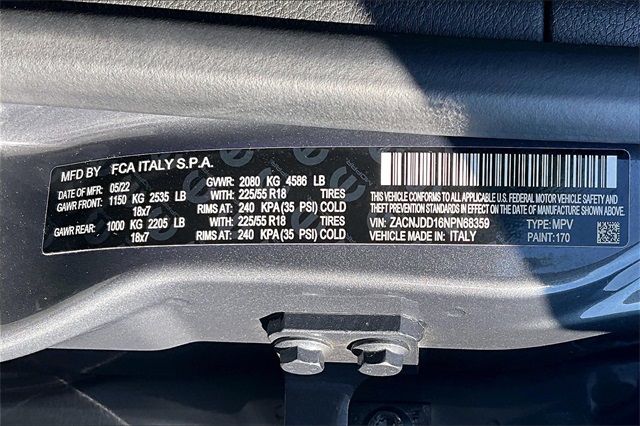 MFD BY FCA ITALY S.P.A.
DATE OF MFR: 05/22 GVWR: 2080 KG 4586 LB
GAWR FRONT: 1150 KG 2535 LB WITH: 225/55 R18 TIRES
18x7 RIMS AT: 240 KPA (35 PSI) COLD
GAWR REAR: 1000 KG 2205 LB WITH: 225/55 R18 TIRES
18x7 RIMS AT: 240 KPA (35 PSI) COLD
THIS VEHICLE CONFORMS TO ALL APPLICABLE U.S. FEDERAL MOTOR VEHICLE SAFETY
AND THEFT PREVENTION STANDARDS IN EFFECT ON THE DATE OF MANUFACTURE SHOWN ABOVE
VIN: ZACNJDD16NPN68359 TYPE: MPV
VEHICLE MADE IN: ITALY PAINT: 170